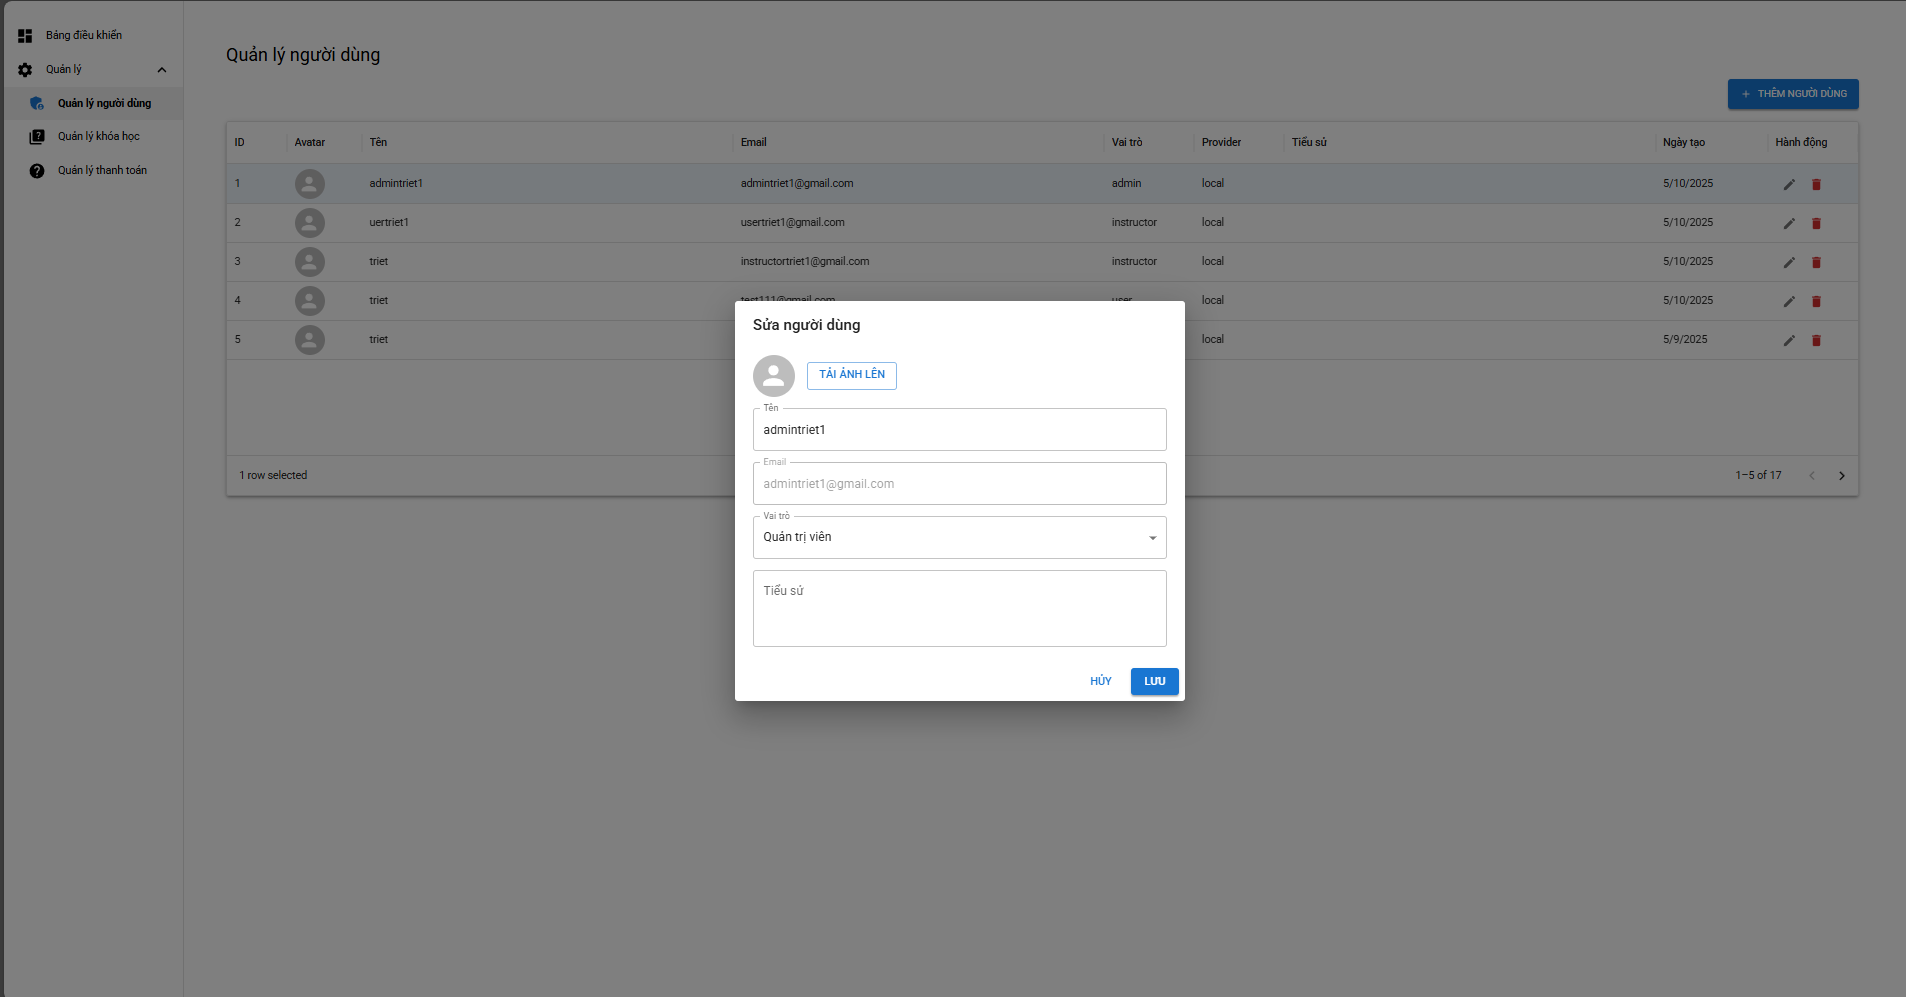 Bảng điều khiển
Quản lý
Quản lý người dùng
Quản lý khóa học
Quản lý thanh toán
Quản lý người dùng
+ THÊM NGƯỜI DÙNG
ID Avatar Tên Email Vai trò Provider Tiểu sử Ngày tạo Hành động
1 admintriet1 admintriet1@gmail.com admin local 5/10/2025
2 uertriet1 usertriet1@gmail.com instructor local 5/10/2025
3 triet instructortriet1@gmail.com instructor local 5/10/2025
4 triet test111@gmail.com user local 5/10/2025
5 triet local 5/9/2025
1 row selected 1–5 of 17
Sửa người dùng
TẢI ẢNH LÊN
Tên
admintriet1
Email
admintriet1@gmail.com
Vai trò
Quản trị viên
Tiểu sử
HỦY LƯU